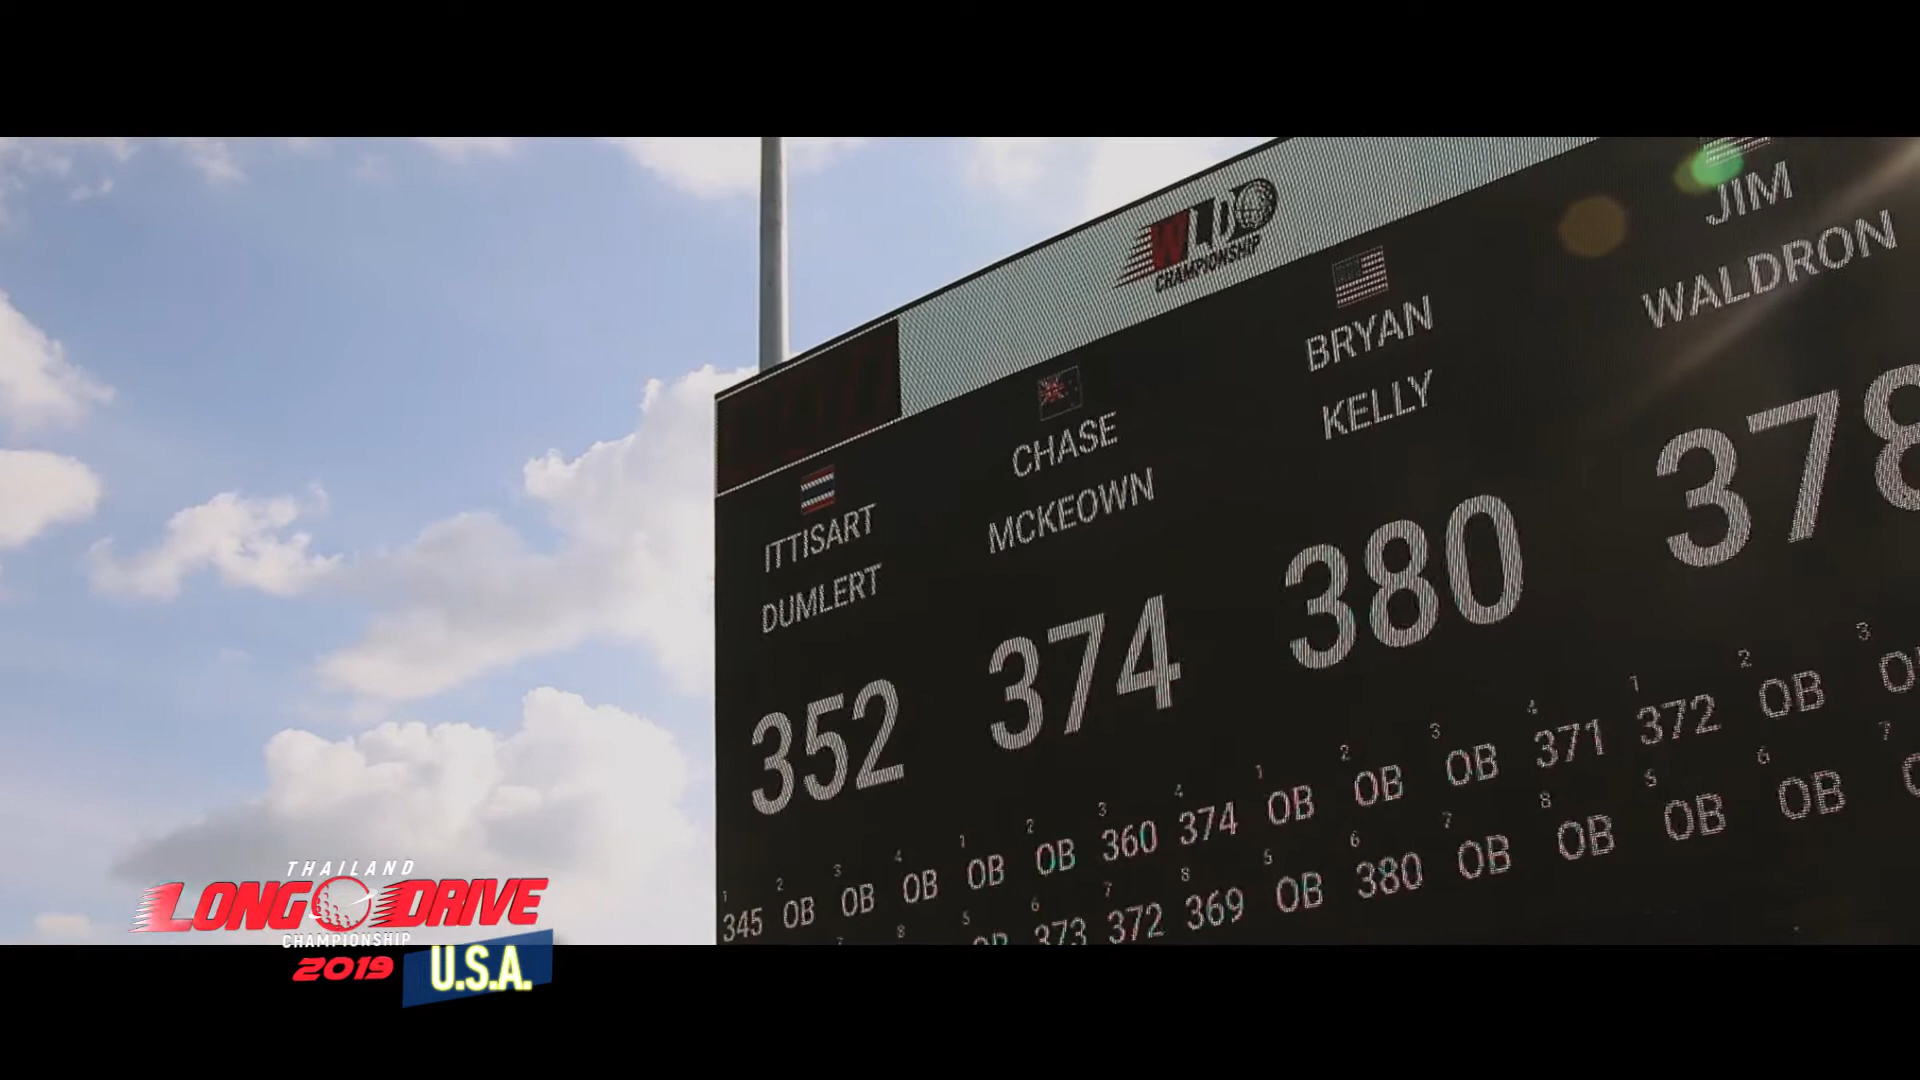 WLD
CHAMPIONSHIP
ITTISART
DUMLERT
352
1 2 3 4
345 OB OB OB
CHASE
MCKEOWN
374
1 2 3 4
OB OB 360 374
5 6 7 8
OB 373 372 369
BRYAN
KELLY
380
1 2 3 4
OB OB OB 371
5 6 7 8
OB 380 OB OB
JIM
WALDRON
378
1 2 3
372 OB
5 6 7
OB OB
THAILAND
LONG DRIVE
CHAMPIONSHIP
2019
U.S.A.